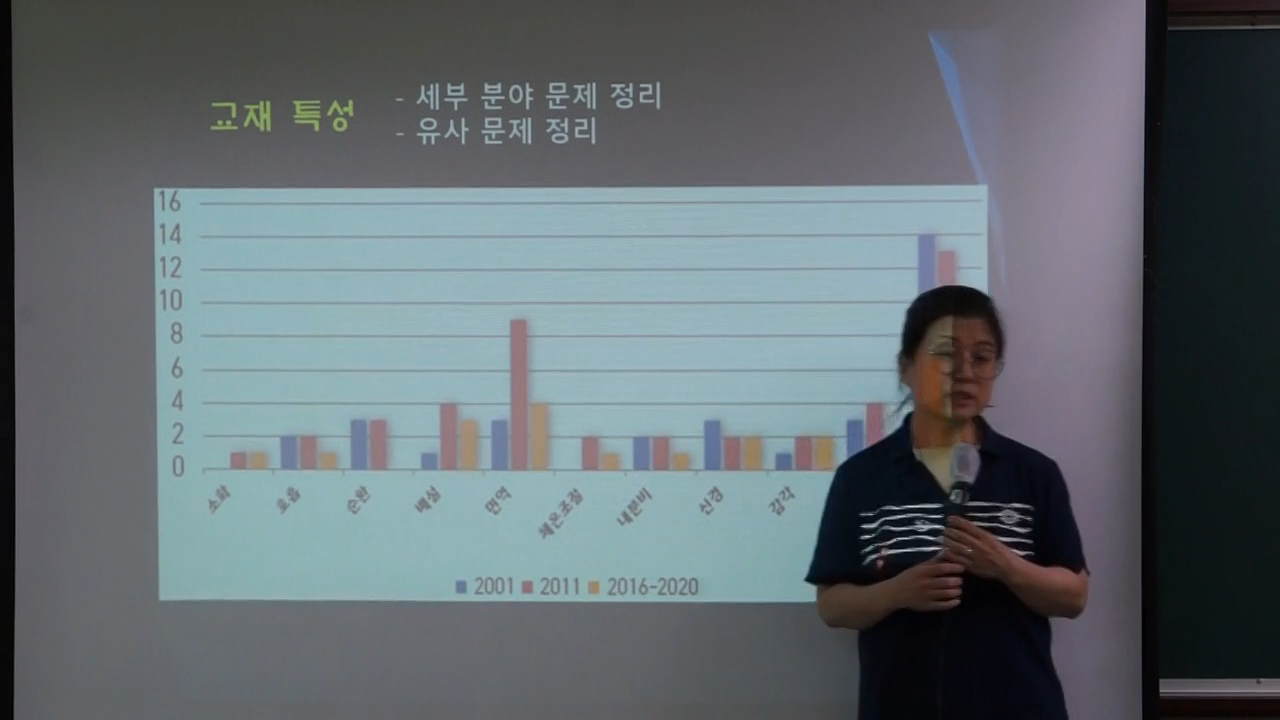 교재 특성
- 세부 분야 문제 정리
- 유사 문제 정리
16
14
12
10
8
6
4
2
0
소화
호흡
순환
배설
면역
체온조절
내분비
신경
감각
2001
2011
2016-2020